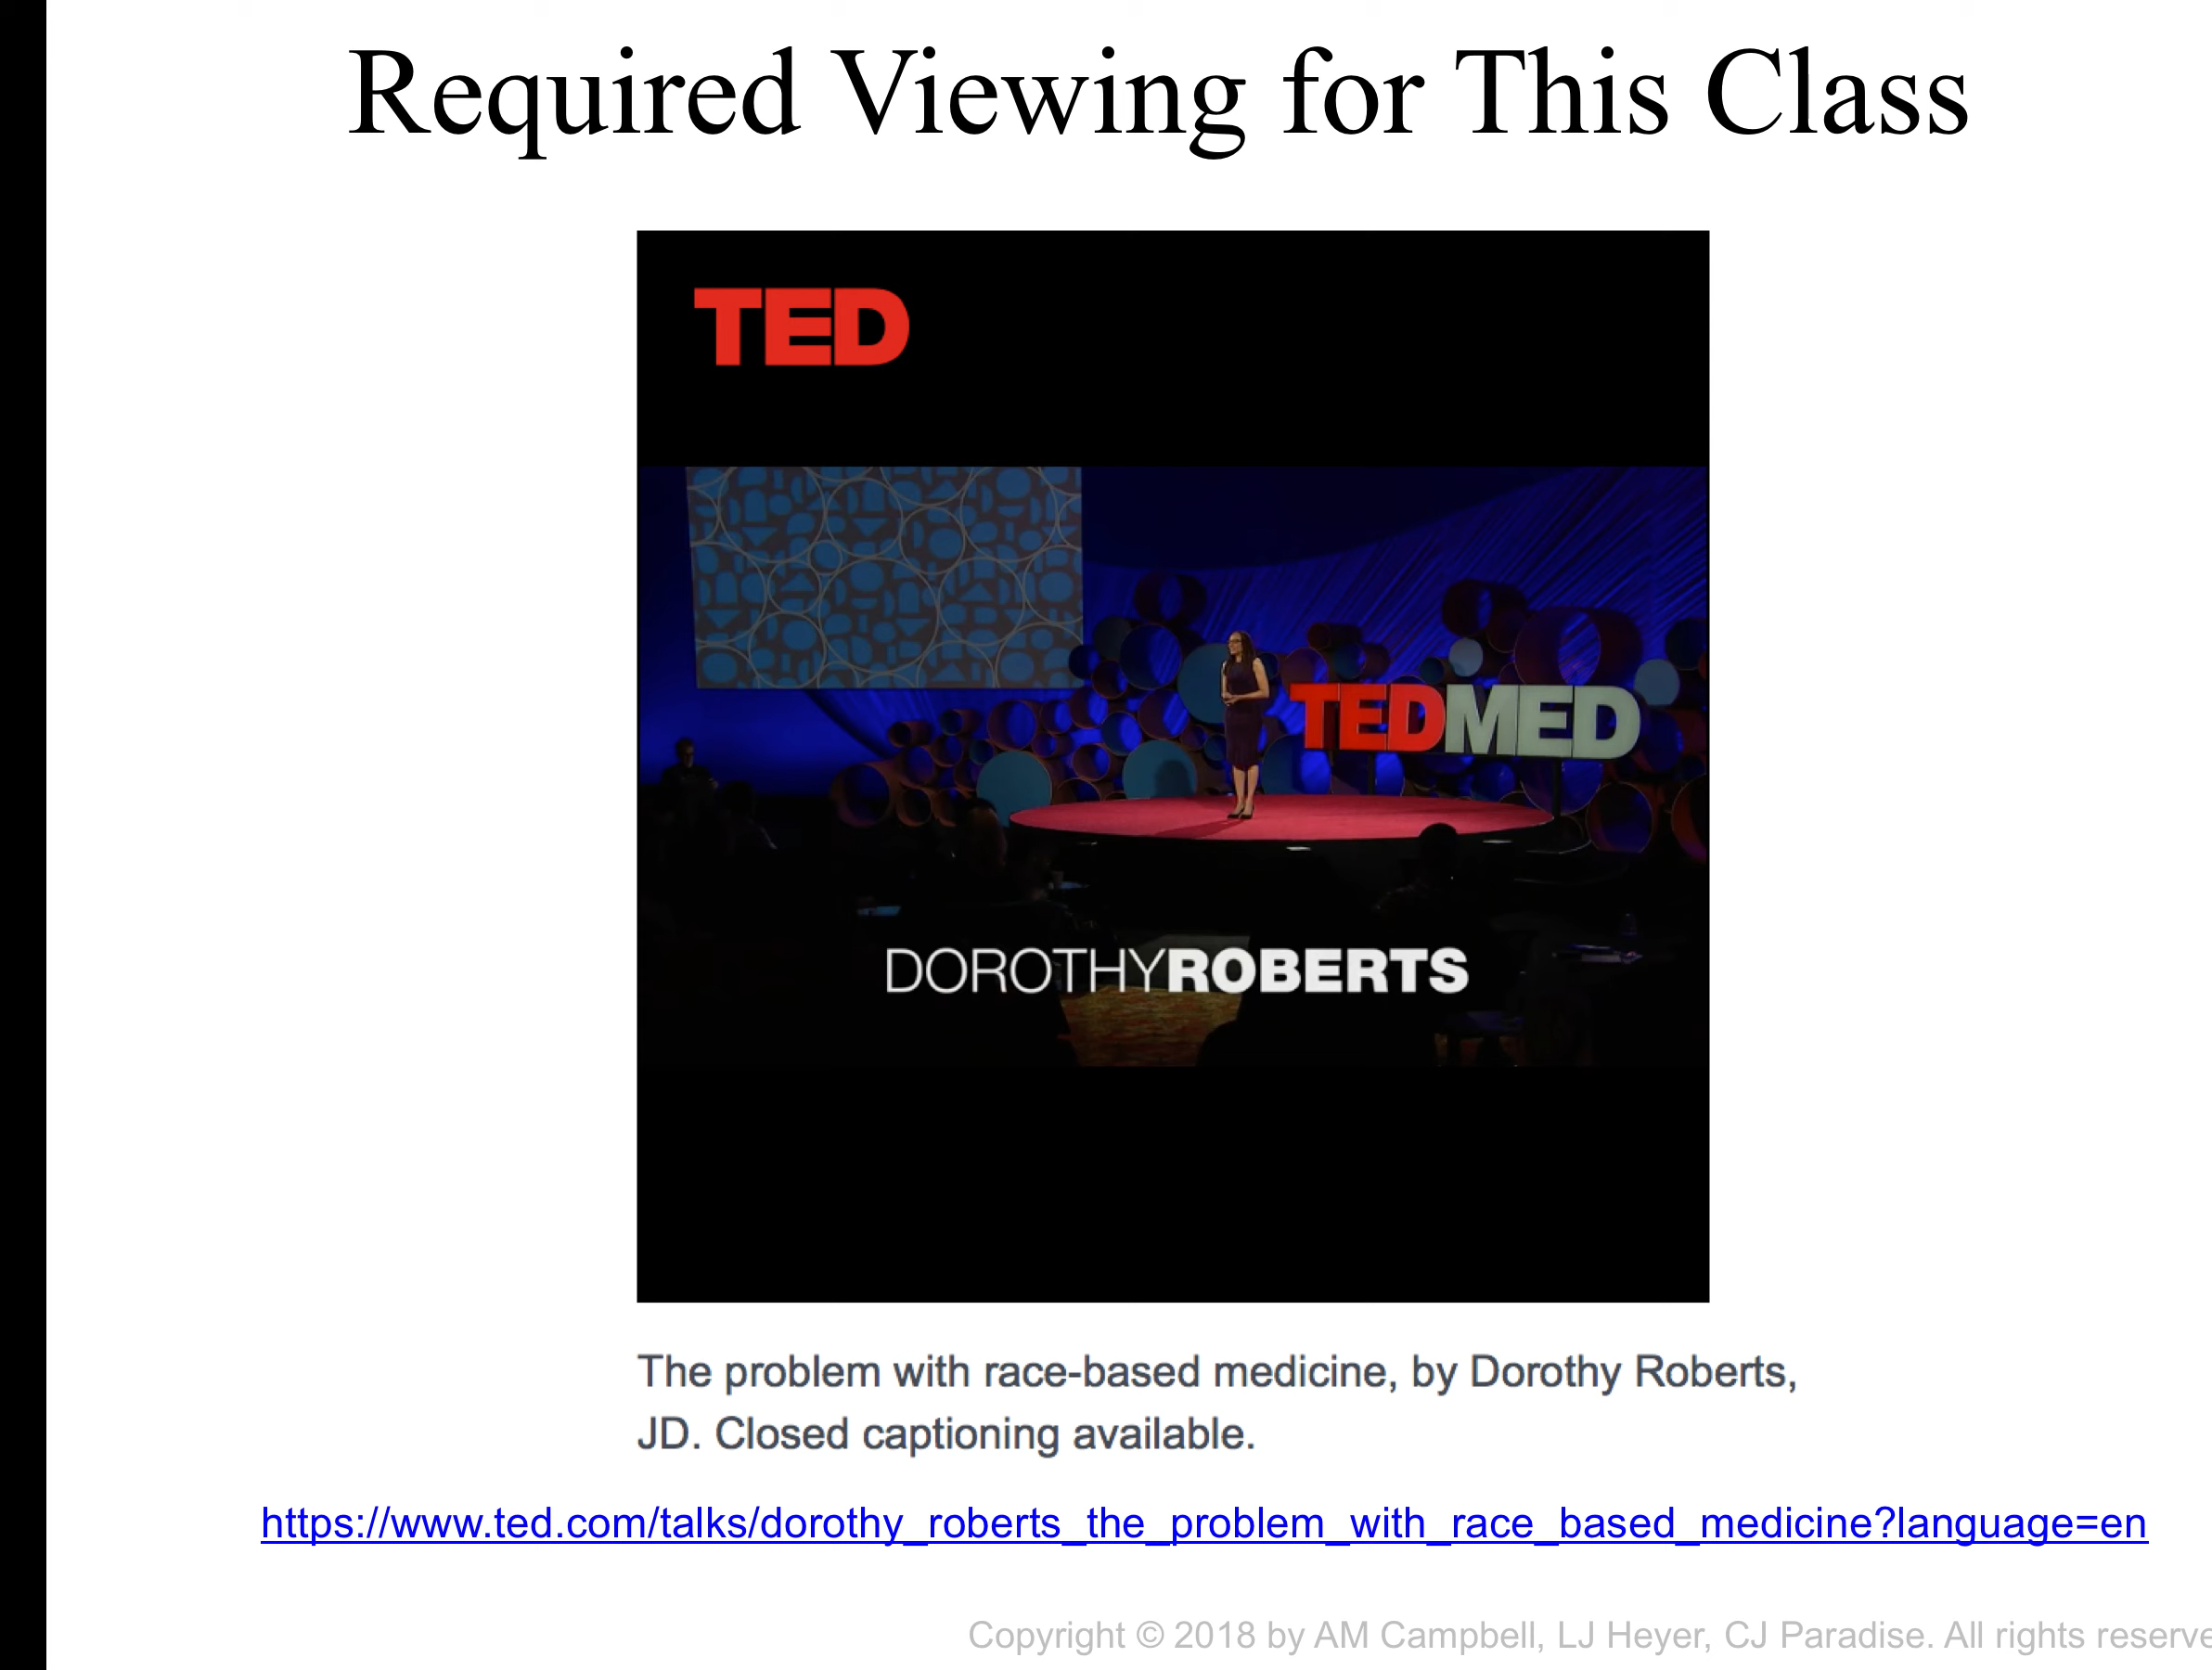 Required Viewing for This Class
TED
TEDMED
DOROTHYROBERTS
The problem with race-based medicine, by Dorothy Roberts,
JD. Closed captioning available.
https://www.ted.com/talks/dorothy_roberts_the_problem_with_race_based_medicine?language=en
Copyright © 2018 by AM Campbell, LJ Heyer, CJ Paradise. All rights reserve